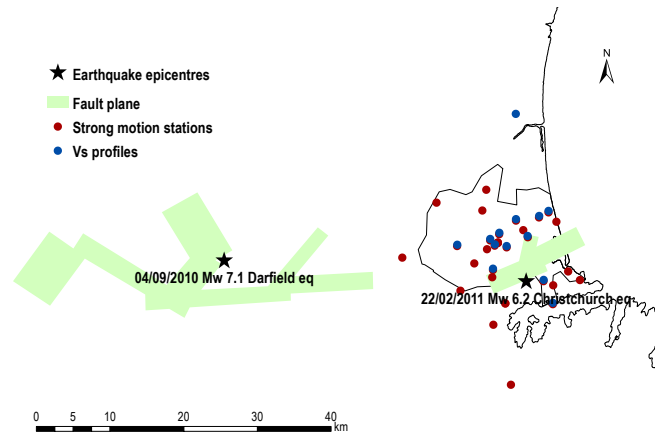 N
Earthquake epicentres
Fault plane
Strong motion stations
Vs profiles
04/09/2010 Mw 7.1 Darfield eq
22/02/2011 Mw 6.2 Christchurch eq
0 5 10 20 30 40
km